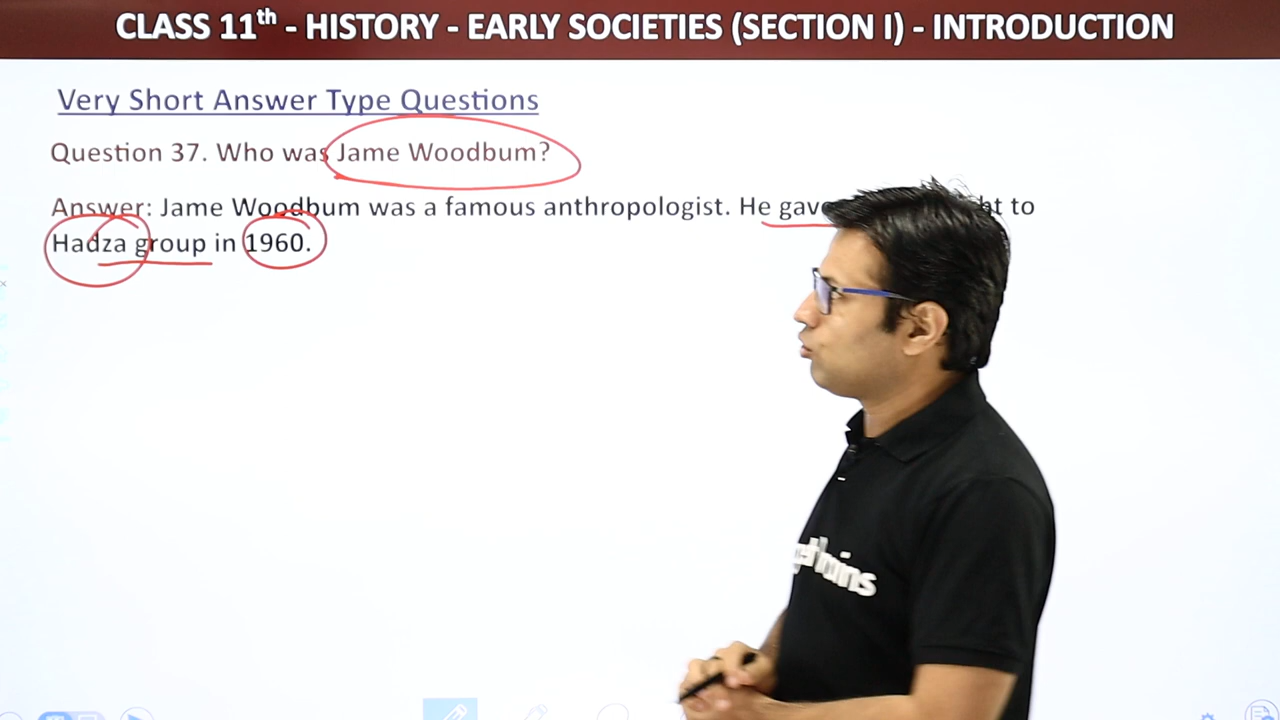 CLASS 11th - HISTORY - EARLY SOCIETIES (SECTION I) - INTRODUCTION
Very Short Answer Type Questions
Question 37. Who was Jame Woodbum?
Answer: Jame Woodbum was a famous anthropologist. He gave to
Hadza group in 1960.